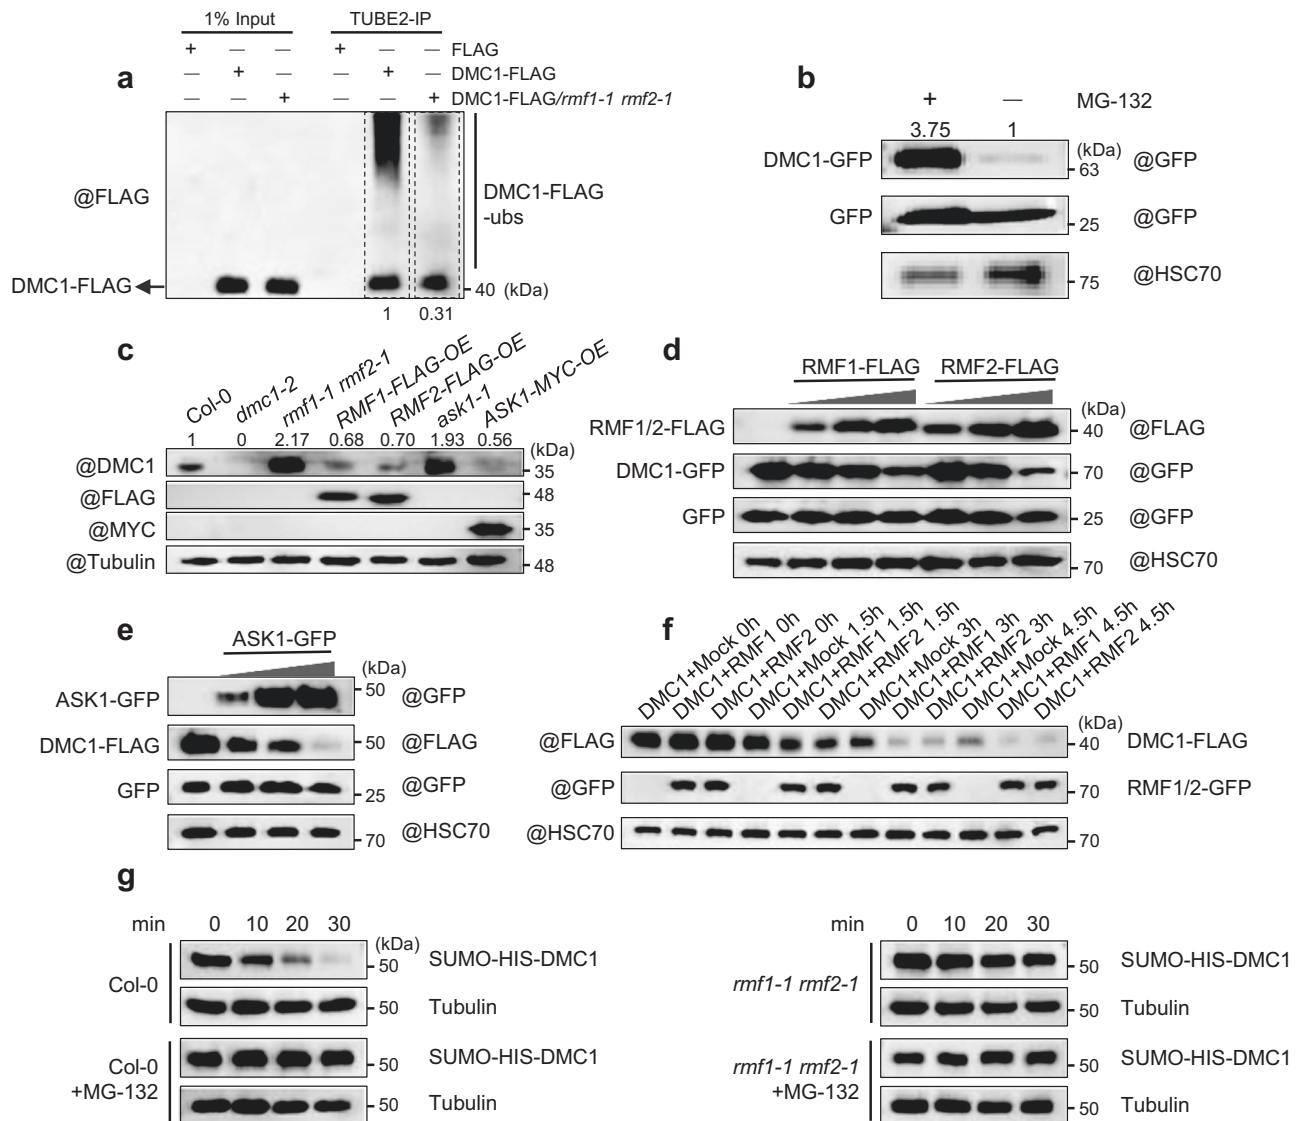 a
1% Input TUBE2-IP
+ — — + — — FLAG
— + — — + — DMC1-FLAG
— — + — — + DMC1-FLAG/rmf1-1 rmf2-1
@FLAG
DMC1-FLAG
-ubs
DMC1-FLAG
40 (kDa)
1 0.31
b
+ — MG-132
3.75 1
(kDa)
DMC1-GFP 63 @GFP
GFP 25 @GFP
75 @HSC70
c
Col-0 dmc1-2 rmf1-1 rmf2-1 RMF1-FLAG-OE RMF2-FLAG-OE ask1-1 ASK1-MYC-OE
1 0 2.17 0.68 0.70 1.93 0.56
(kDa)
@DMC1 35
@FLAG 48
@MYC 35
@Tubulin 48
d
RMF1-FLAG RMF2-FLAG
(kDa)
RMF1/2-FLAG 40 @FLAG
DMC1-GFP 70 @GFP
GFP 25 @GFP
70 @HSC70
e
ASK1-GFP
(kDa)
ASK1-GFP 50 @GFP
DMC1-FLAG 50 @FLAG
GFP 25 @GFP
70 @HSC70
f
DMC1+Mock 0h DMC1+RMF1 0h DMC1+RMF2 0h DMC1+Mock 1.5h DMC1+RMF1 1.5h DMC1+RMF2 1.5h DMC1+Mock 3h DMC1+RMF1 3h DMC1+RMF2 3h DMC1+Mock 4.5h DMC1+RMF1 4.5h DMC1+RMF2 4.5h
(kDa)
@FLAG 40 DMC1-FLAG
@GFP 70 RMF1/2-GFP
@HSC70 70
g
min 0 10 20 30
(kDa)
Col-0
50 SUMO-HIS-DMC1
50 Tubulin
Col-0
+MG-132
50 SUMO-HIS-DMC1
50 Tubulin
min 0 10 20 30
rmf1-1 rmf2-1
50 SUMO-HIS-DMC1
50 Tubulin
rmf1-1 rmf2-1
+MG-132
50 SUMO-HIS-DMC1
50 Tubulin